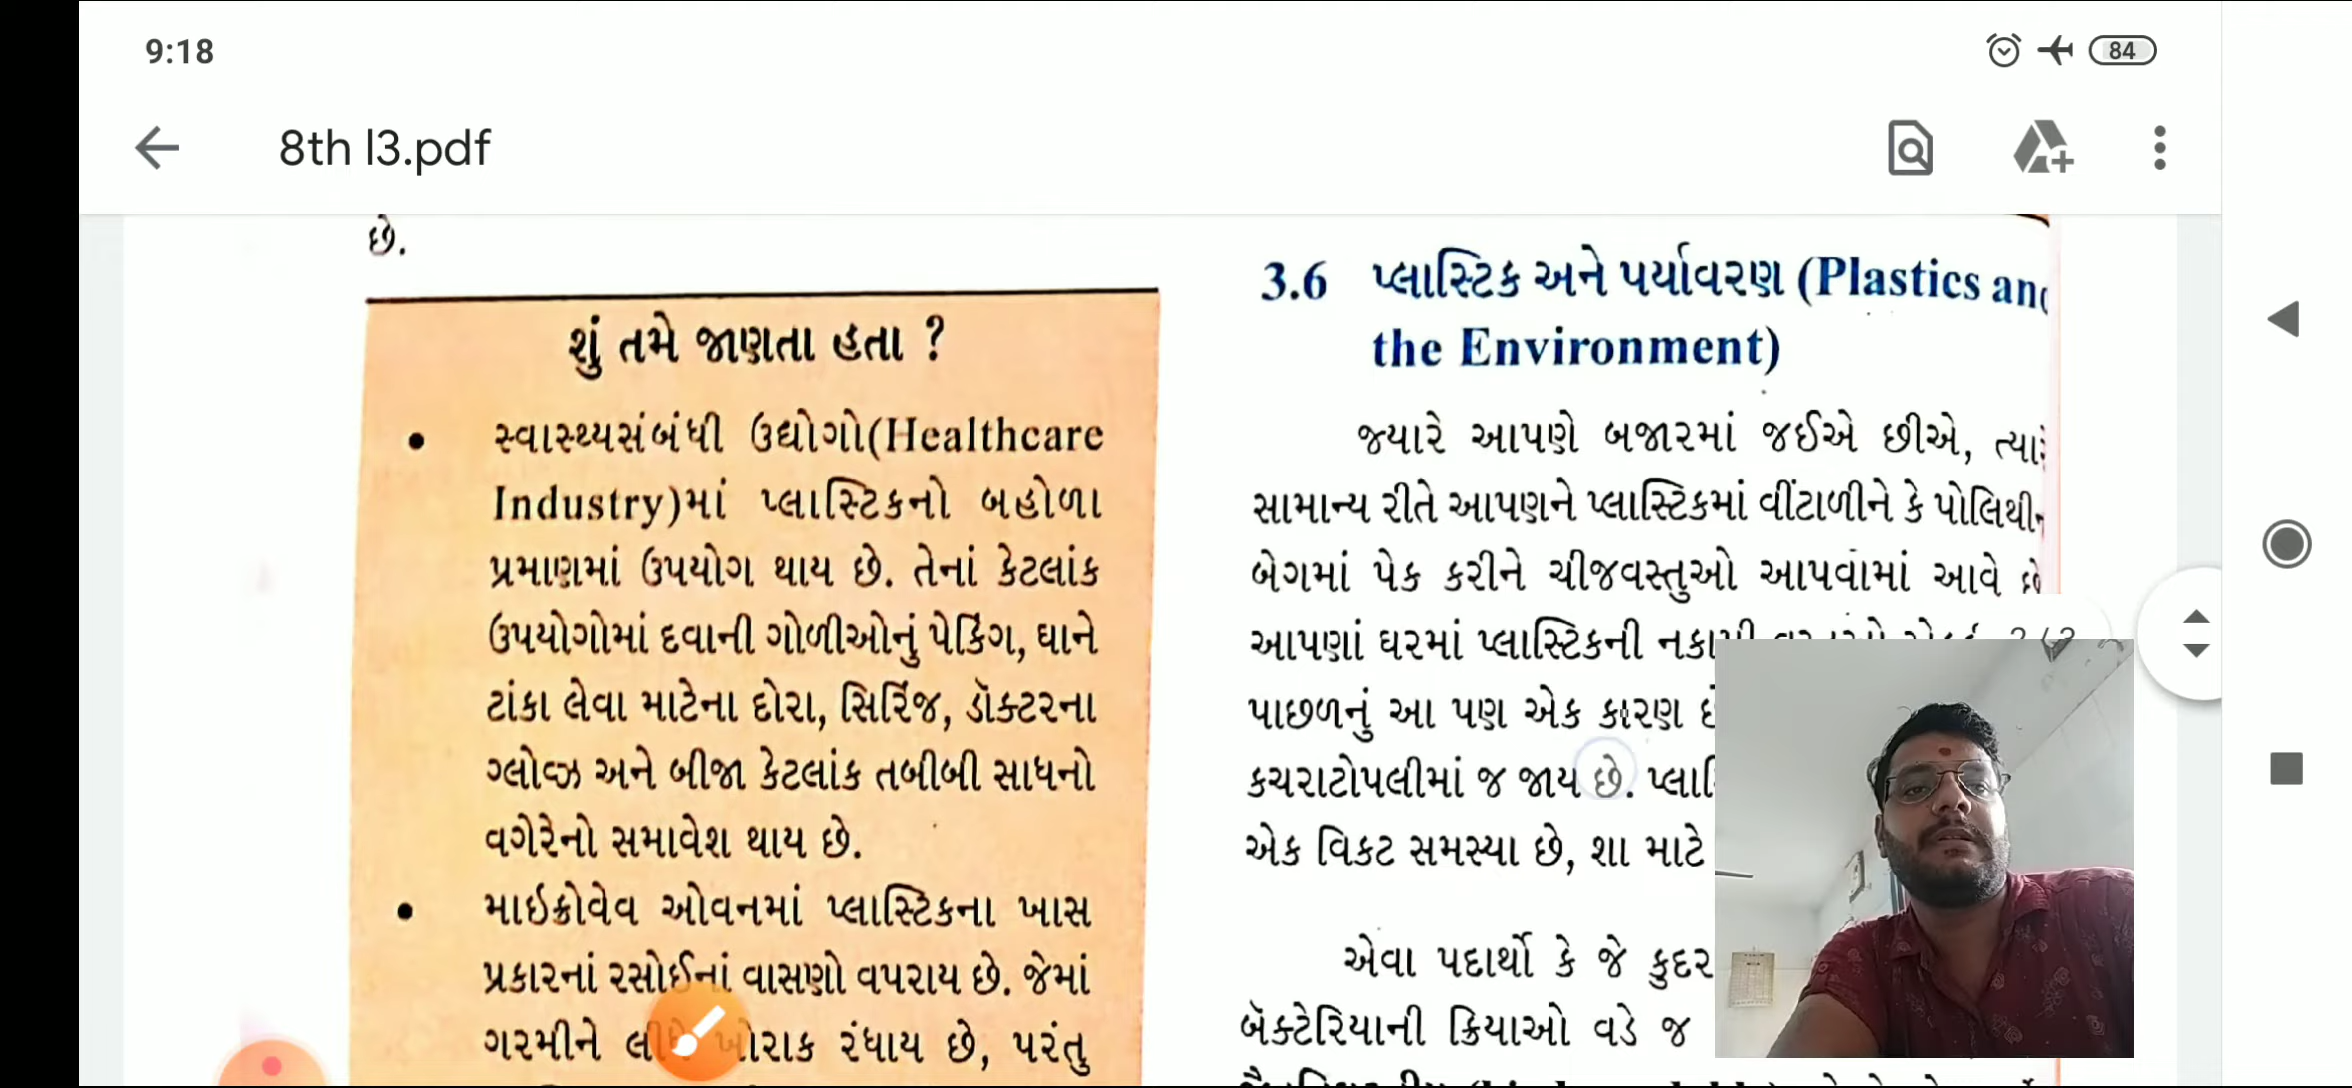 9:18
84
8th l3.pdf
છે.
શું તમે જાણતા હતા ?
• સ્વાસ્થ્યસંબંધી ઉદ્યોગો(Healthcare
Industry)માં પ્લાસ્ટિકનો બહોળા
પ્રમાણમાં ઉપયોગ થાય છે. તેનાં કેટલાંક
ઉપયોગોમાં દવાની ગોળીઓનું પેકિંગ, ઘાને
ટાંકા લેવા માટેના દોરા, સિરિંજ, ડૉક્ટરના
ગ્લોવ્ઝ અને બીજા કેટલાંક તબીબી સાધનો
વગેરેનો સમાવેશ થાય છે.
• માઇક્રોવેવ ઓવનમાં પ્લાસ્ટિકના ખાસ
પ્રકારનાં રસોઈનાં વાસણો વપરાય છે. જેમાં
ગરમીને ખોરાક રંધાય છે, પરંતુ
3.6 પ્લાસ્ટિક અને પર્યાવરણ (Plastics and
the Environment)
જ્યારે આપણે બજારમાં જઈએ છીએ, ત્યારે
સામાન્ય રીતે આપણને પ્લાસ્ટિકમાં વીંટાળીને કે પોલિથીન
બેગમાં પેક કરીને ચીજવસ્તુઓ આપવામાં આવે છે
આપણાં ઘરમાં પ્લાસ્ટિકની
પાછળનું આ પણ એક કારણ
કચરાટોપલીમાં જ જાય છે.
એક વિકટ સમસ્યા છે, શા માટે
એવા પદાર્થો કે જે
બૅક્ટેરિયાની ક્રિયાઓ વડે જ